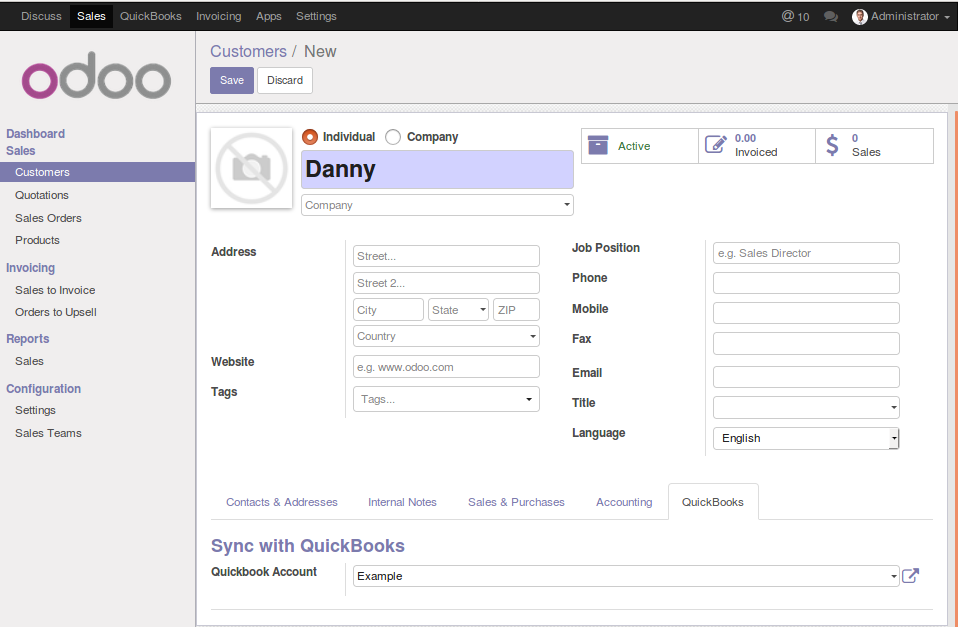 Discuss Sales QuickBooks Invoicing Apps Settings @ 10 Administrator
odoo
Customers / New
Save Discard
Dashboard
Sales
Customers
Quotations
Sales Orders
Products
Invoicing
Sales to Invoice
Orders to Upsell
Reports
Sales
Configuration
Settings
Sales Teams
Individual Company
Danny
Company
Active
0.00
Invoiced
0
Sales
Address
Street...
Street 2...
City State ZIP
Country
Website e.g. www.odoo.com
Tags Tags...
Job Position e.g. Sales Director
Phone
Mobile
Fax
Email
Title
Language English
Contacts & Addresses Internal Notes Sales & Purchases Accounting QuickBooks
Sync with QuickBooks
Quickbook Account Example